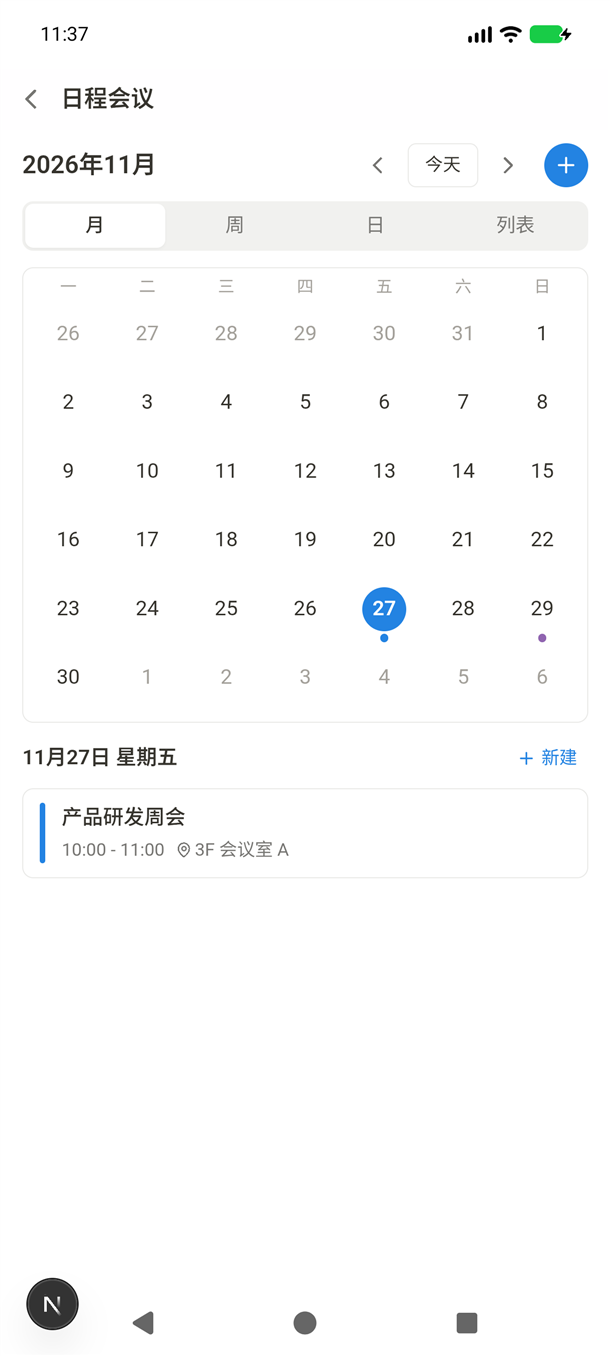 11:37
日程会议
2026年11月
今天
月 周 日 列表
一 二 三 四 五 六 日
26 27 28 29 30 31 1
2 3 4 5 6 7 8
9 10 11 12 13 14 15
16 17 18 19 20 21 22
23 24 25 26 27 28 29
30 1 2 3 4 5 6
11月27日 星期五
+ 新建
产品研发周会
10:00 - 11:00 3F 会议室 A
N